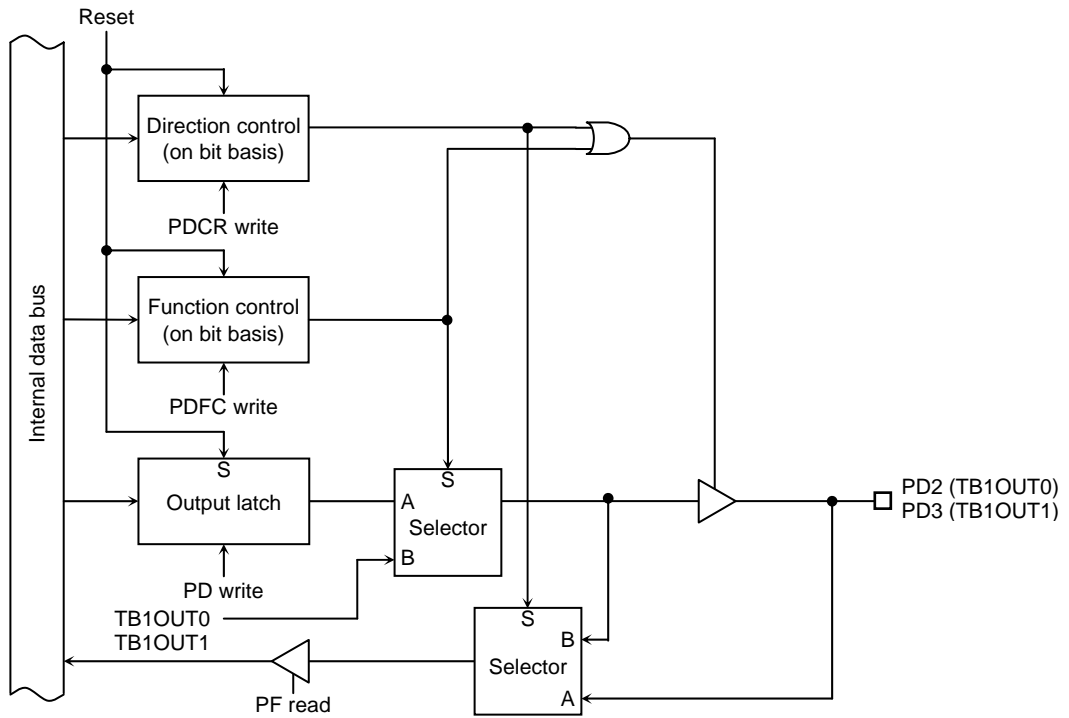 Reset
Direction control
(on bit basis)
PDCR write
Internal data bus
Function control
(on bit basis)
PDFC write
S
Output latch
PD write
S
A
Selector
B
PD2 (TB1OUT0)
PD3 (TB1OUT1)
TB1OUT0
TB1OUT1
S
B
Selector
A
PF read